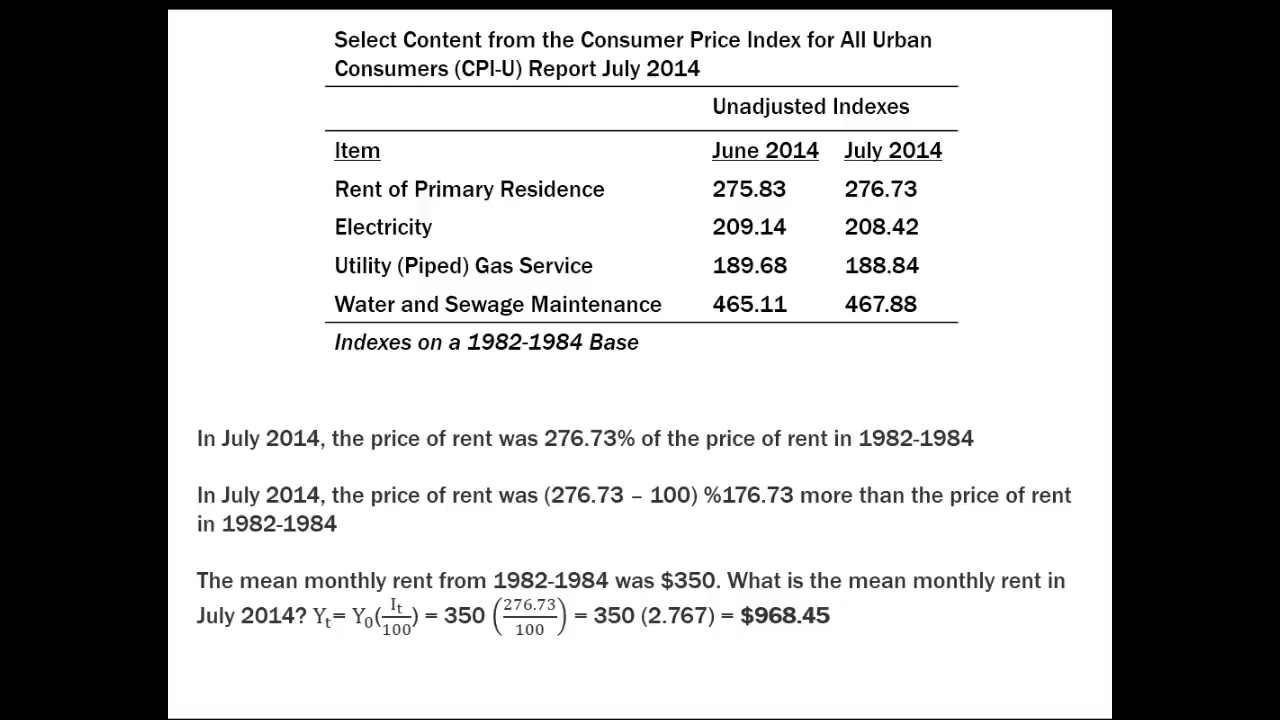 Select Content from the Consumer Price Index for All Urban
Consumers (CPI-U) Report July 2014
Unadjusted Indexes
Item June 2014 July 2014
Rent of Primary Residence 275.83 276.73
Electricity 209.14 208.42
Utility (Piped) Gas Service 189.68 188.84
Water and Sewage Maintenance 465.11 467.88
Indexes on a 1982-1984 Base
In July 2014, the price of rent was 276.73% of the price of rent in 1982-1984
In July 2014, the price of rent was (276.73 – 100) %176.73 more than the price of rent
in 1982-1984
The mean monthly rent from 1982-1984 was $350. What is the mean monthly rent in
July 2014? Yₜ= Y₀(Iₜ/100) = 350 (276.73/100) = 350 (2.767) = $968.45